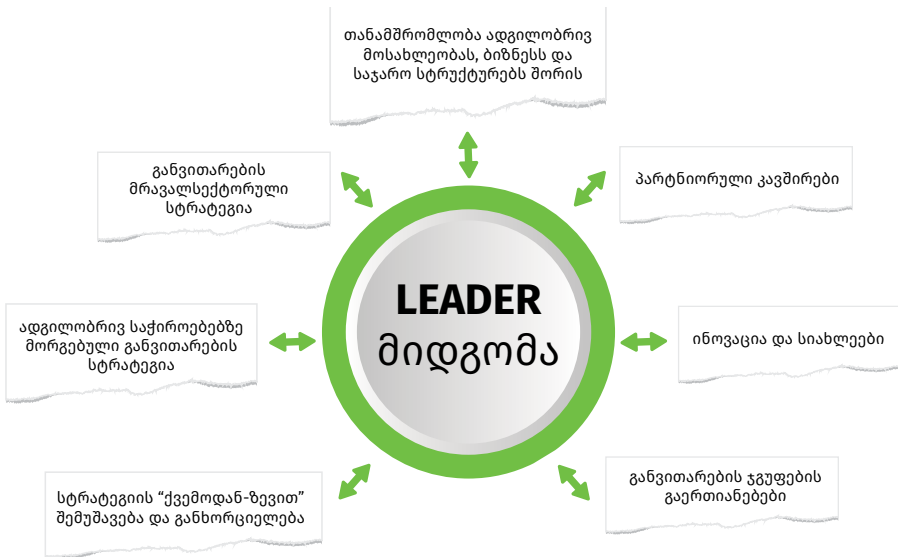 თანამშრომლობა ადგილობრივ
მოსახლეობას, ბიზნესს და
საჯარო სტრუქტურებს შორის
განვითარების
მრავალსექტორული
სტრატეგია
პარტნიორული კავშირები
LEADER
მიდგომა
ადგილობრივ საჭიროებებზე
მორგებული განვითარების
სტრატეგია
ინოვაცია და სიახლეები
სტრატეგიის “ქვემოდან-ზევით”
შემუშავება და განხორციელება
განვითარების ჯგუფების
გაერთიანებები